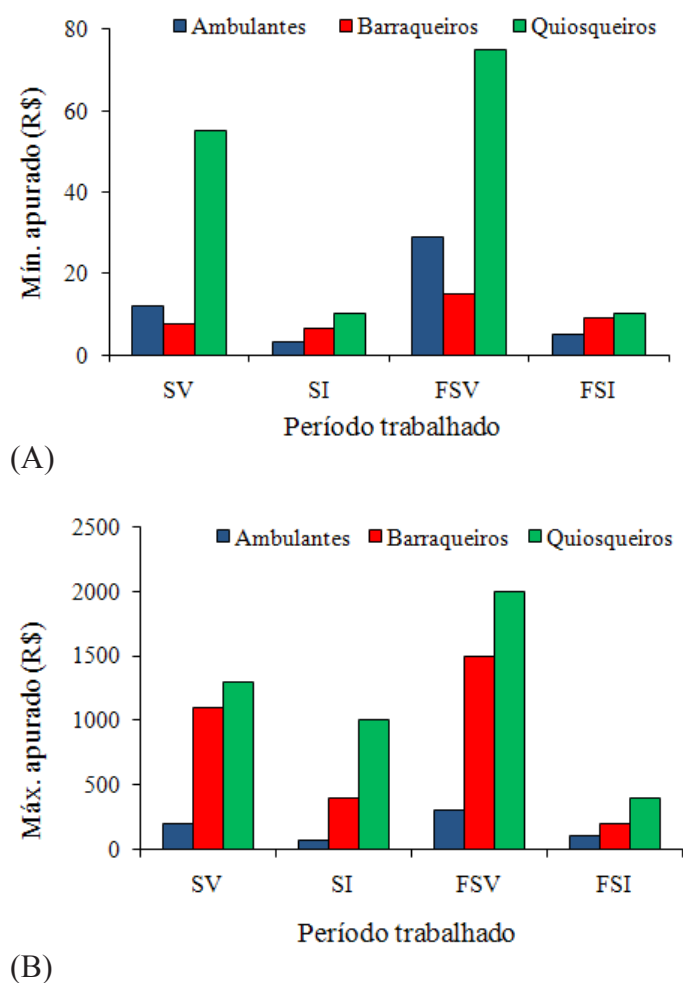 Ambulantes Barraqueiros Quiosqueiros
80
60
40
20
0
Mín. apurado (R$)
SV SI FSV FSI
Período trabalhado
(A)
Ambulantes Barraqueiros Quiosqueiros
2500
2000
1500
1000
500
0
Máx. apurado (R$)
SV SI FSV FSI
Período trabalhado
(B)